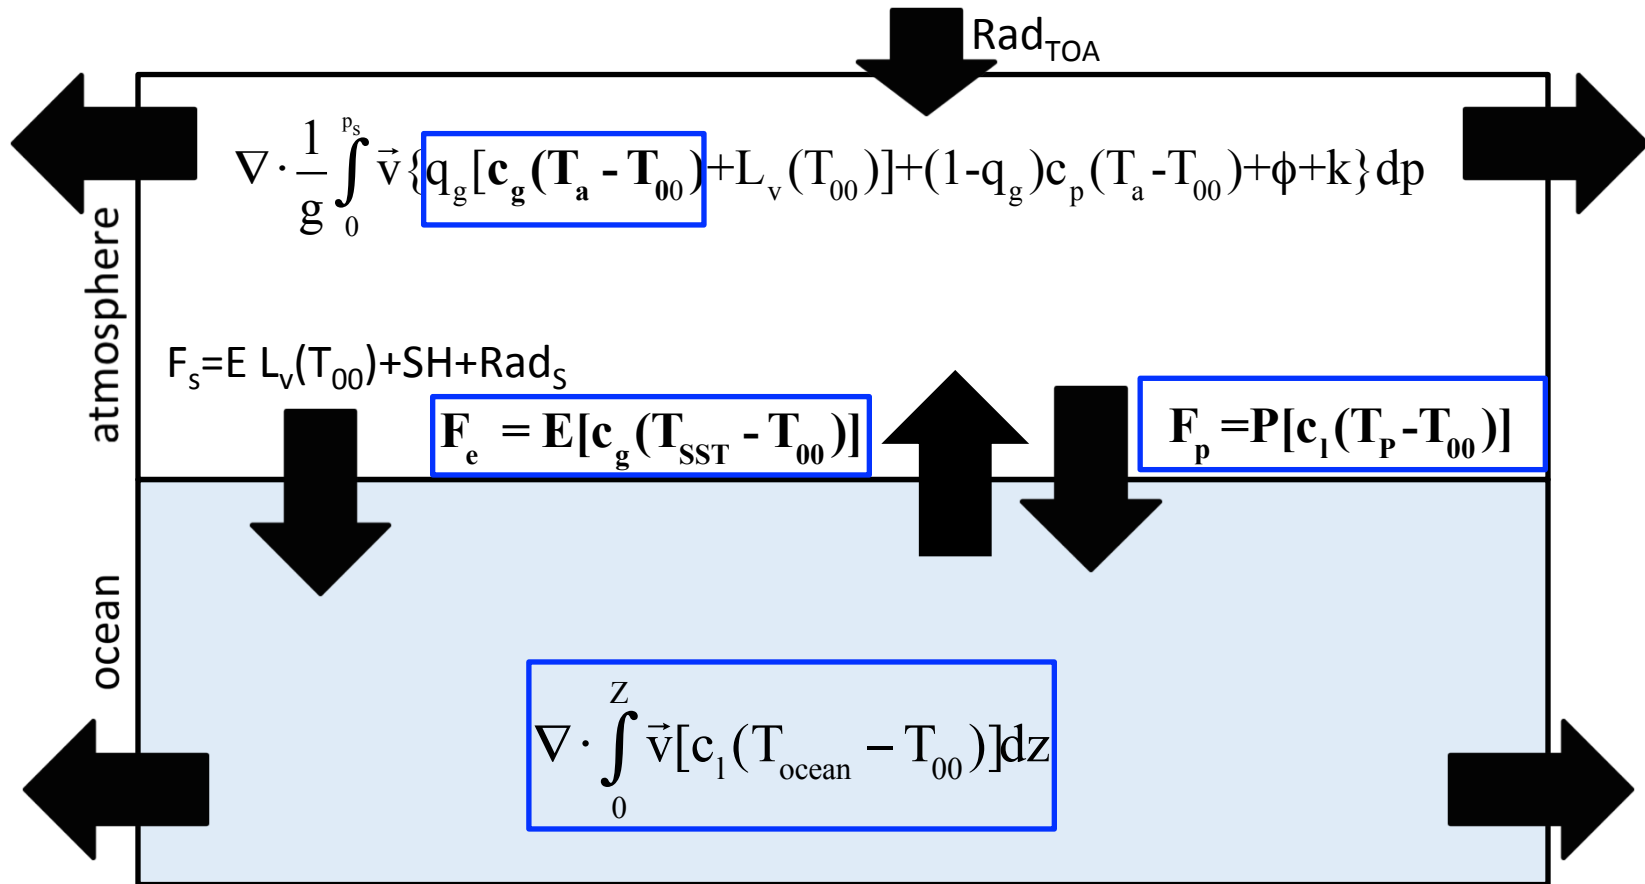 Rad_TOA
∇·1/g ∫_0^{p_s} v⃗{q_g[c_g(T_a - T_00)+L_v(T_00)]+(1-q_g)c_p(T_a-T_00)+ϕ+k}dp
atmosphere
F_s=E L_v(T_00)+SH+Rad_S
F_e = E[c_g(T_SST - T_00)]
F_p=P[c_l(T_P-T_00)]
ocean
∇·∫_0^Z v⃗[c_l(T_ocean − T_00)]dz